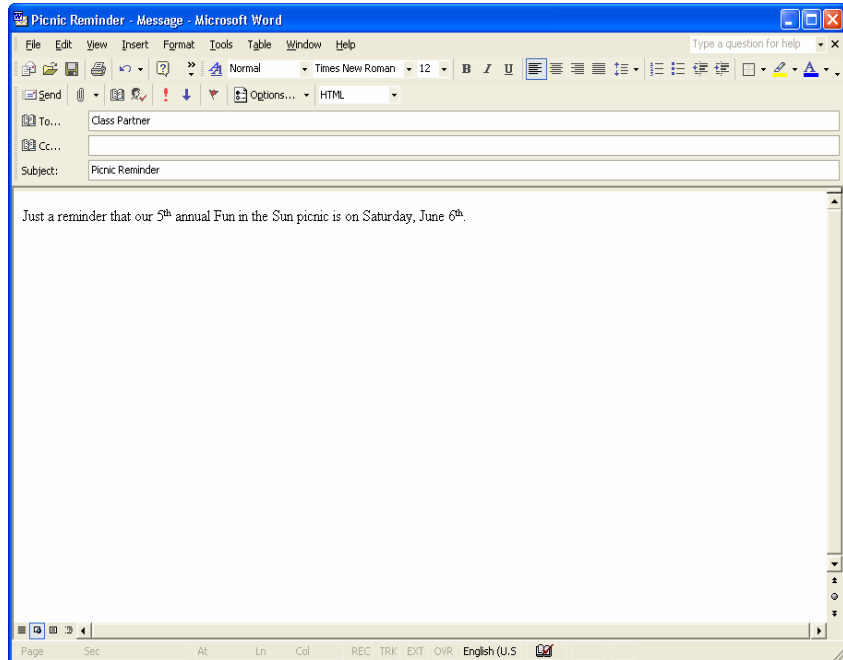 Picnic Reminder - Message - Microsoft Word
File Edit View Insert Format Tools Table Window Help Type a question for help
Normal Times New Roman 12 B I U A
Send Options... HTML
To... Class Partner
Cc...
Subject: Picnic Reminder
Just a reminder that our 5th annual Fun in the Sun picnic is on Saturday, June 6th.
Page Sec At Ln Col REC TRK EXT OVR English (U.S